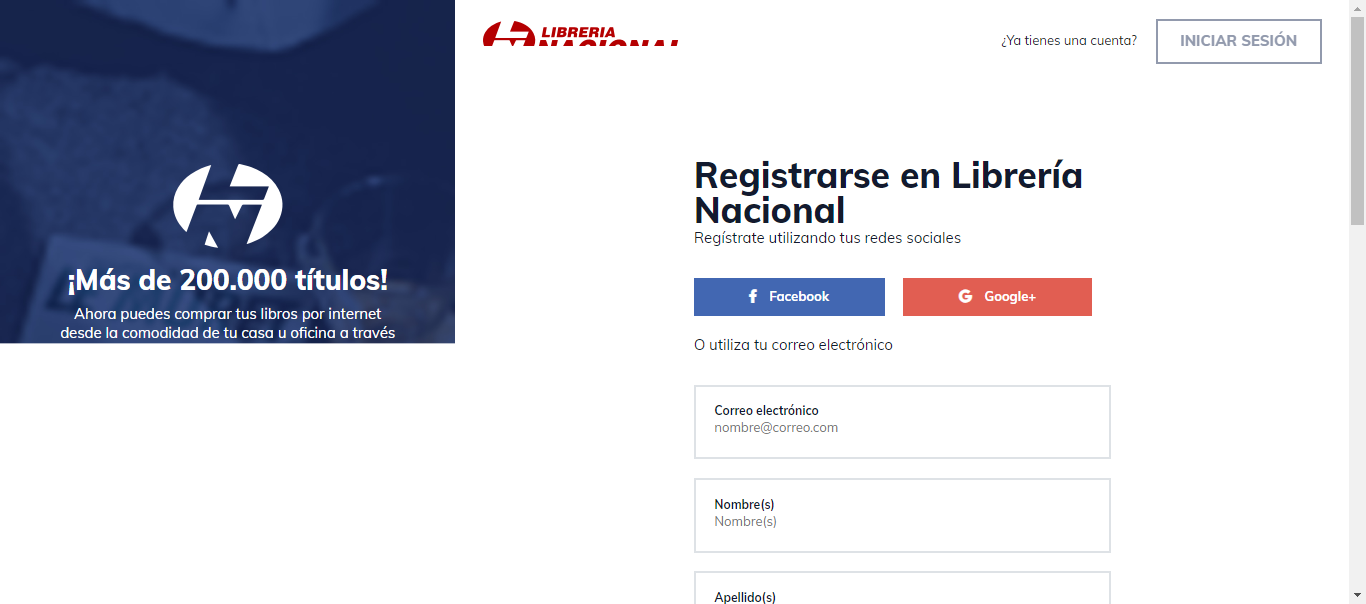 LIBRERIA
NACIONAL
¿Ya tienes una cuenta?
INICIAR SESIÓN
¡Más de 200.000 títulos!
Ahora puedes comprar tus libros por internet
desde la comodidad de tu casa u oficina a través
Registrarse en Librería
Nacional
Regístrate utilizando tus redes sociales
Facebook
Google+
O utiliza tu correo electrónico
Correo electrónico
nombre@correo.com
Nombre(s)
Nombre(s)
Apellido(s)